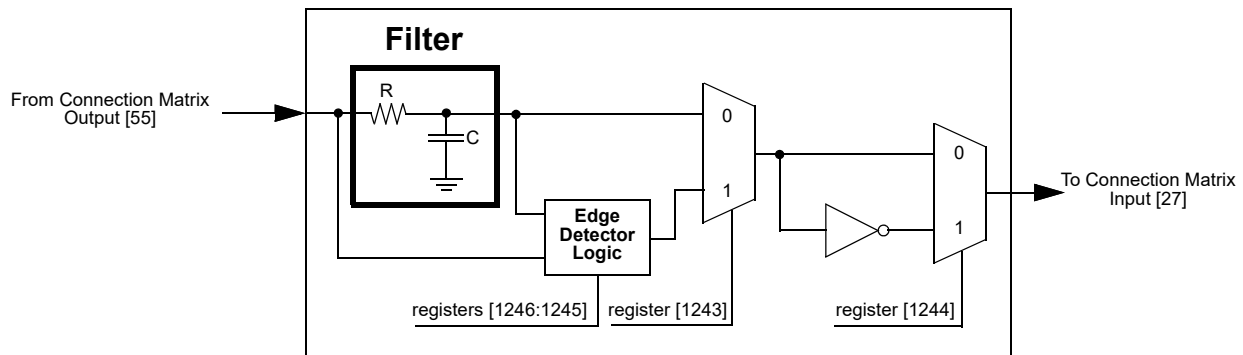 Filter
R
C
From Connection Matrix
Output [55]
0
1
Edge
Detector
Logic
0
1
To Connection Matrix
Input [27]
registers [1246:1245]
register [1243]
register [1244]